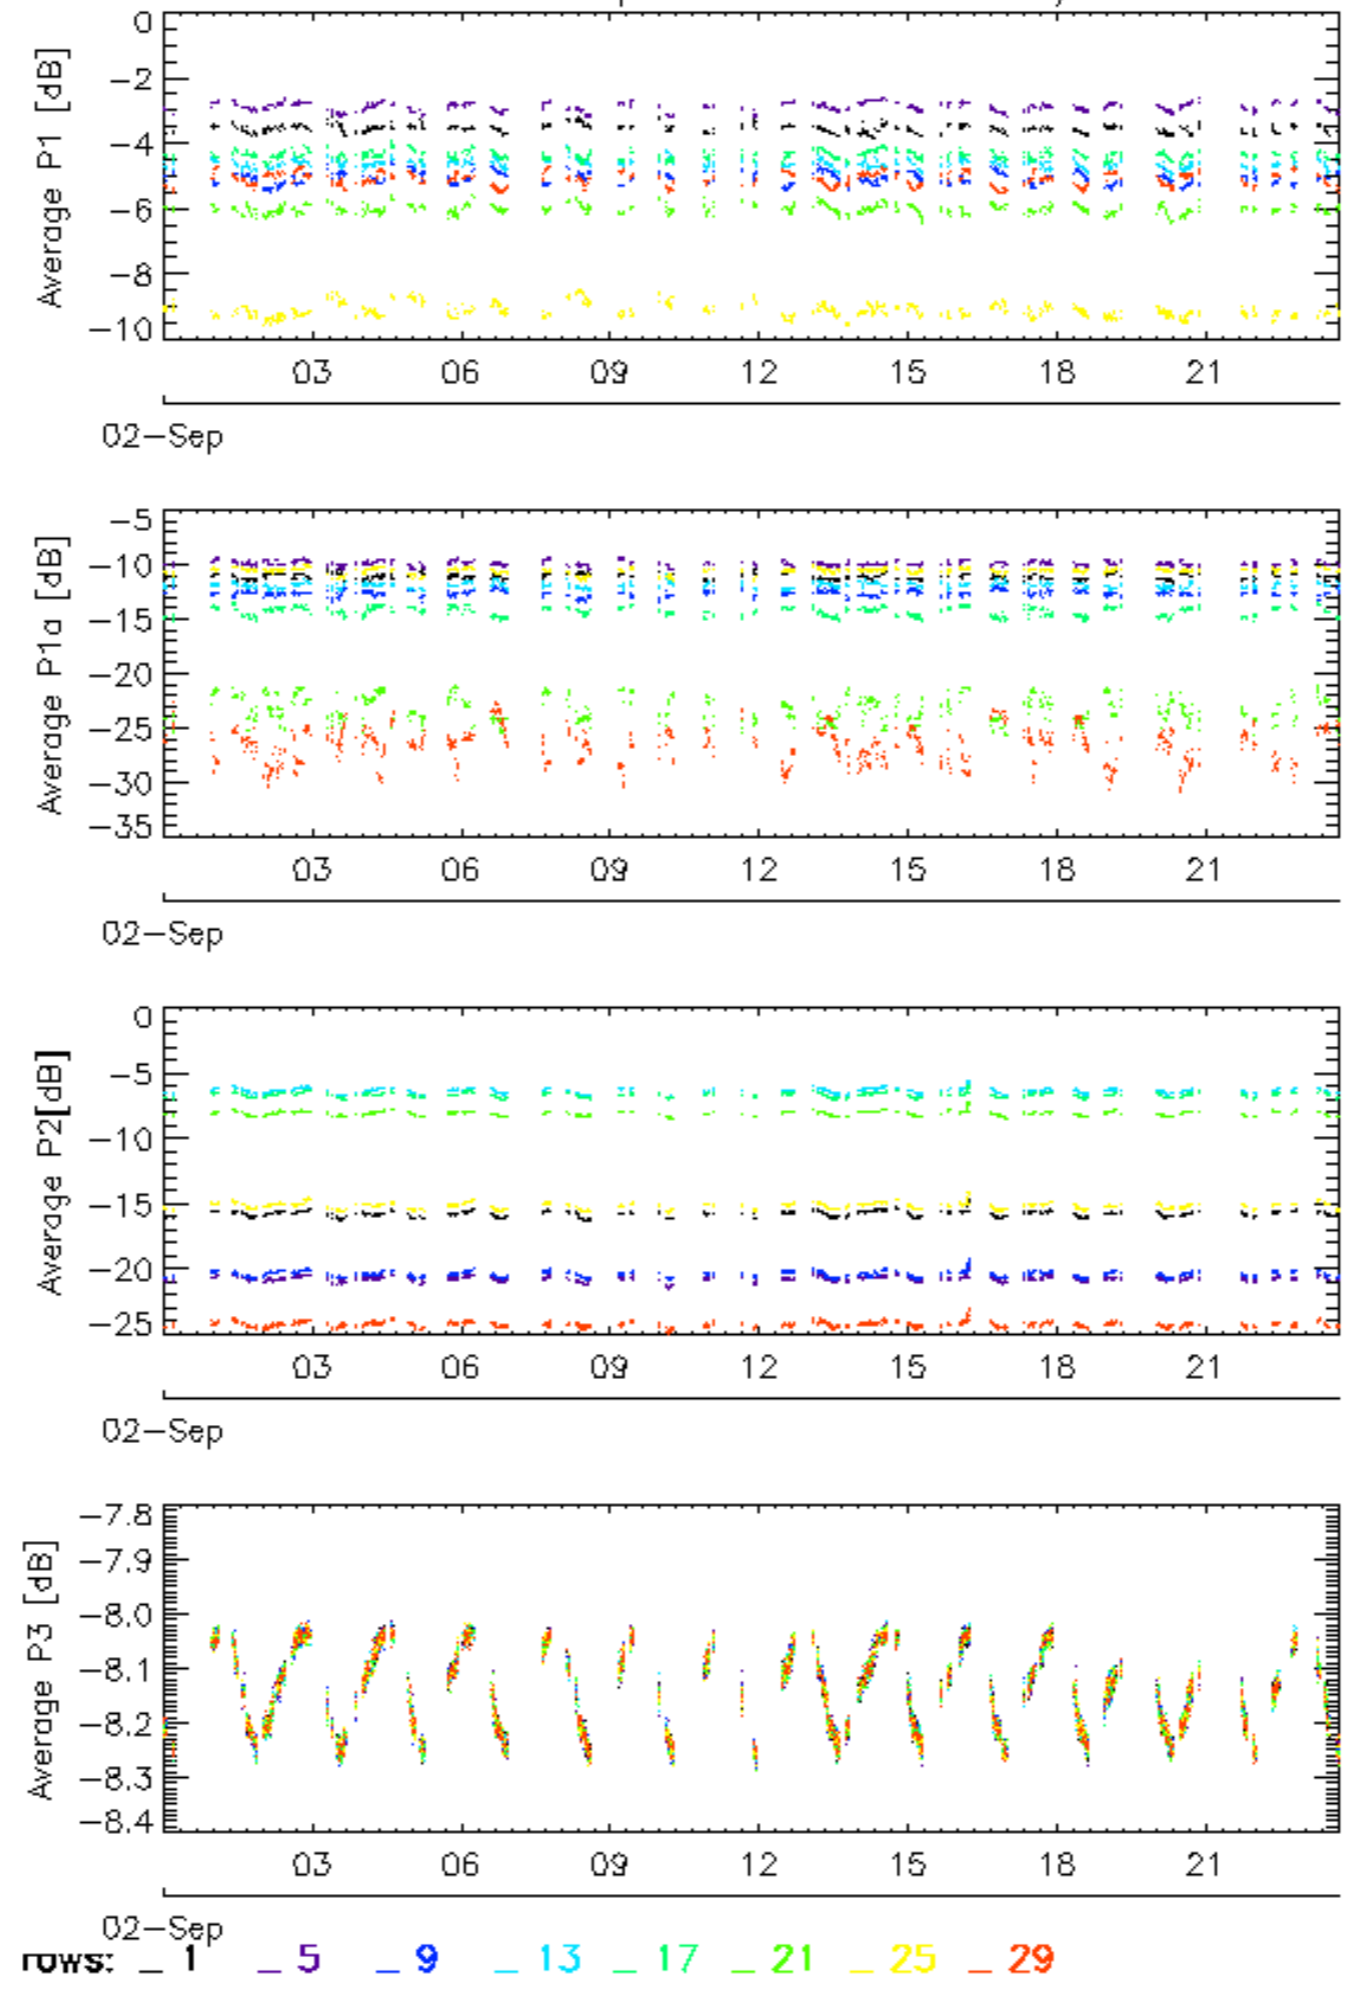 Average P1 [dB]
0
−2
−4
−6
−8
−10
03 06 09 12 15 18 21
02−Sep
Average P1a [dB]
−5
−10
−15
−20
−25
−30
−35
03 06 09 12 15 18 21
02−Sep
Average P2[dB]
0
−5
−10
−15
−20
−25
03 06 09 12 15 18 21
02−Sep
Average P3 [dB]
−7.8
−7.9
−8.0
−8.1
−8.2
−8.3
−8.4
03 06 09 12 15 18 21
02−Sep
rows: _ 1 _ 5 _ 9 _ 13 _ 17 _ 21 _ 25 _ 29